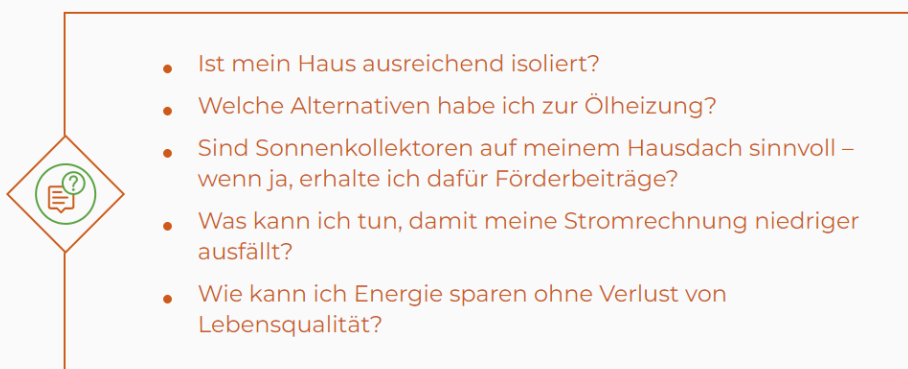 • Ist mein Haus ausreichend isoliert?
• Welche Alternativen habe ich zur Ölheizung?
• Sind Sonnenkollektoren auf meinem Hausdach sinnvoll –
wenn ja, erhalte ich dafür Förderbeiträge?
• Was kann ich tun, damit meine Stromrechnung niedriger
ausfällt?
• Wie kann ich Energie sparen ohne Verlust von
Lebensqualität?
?